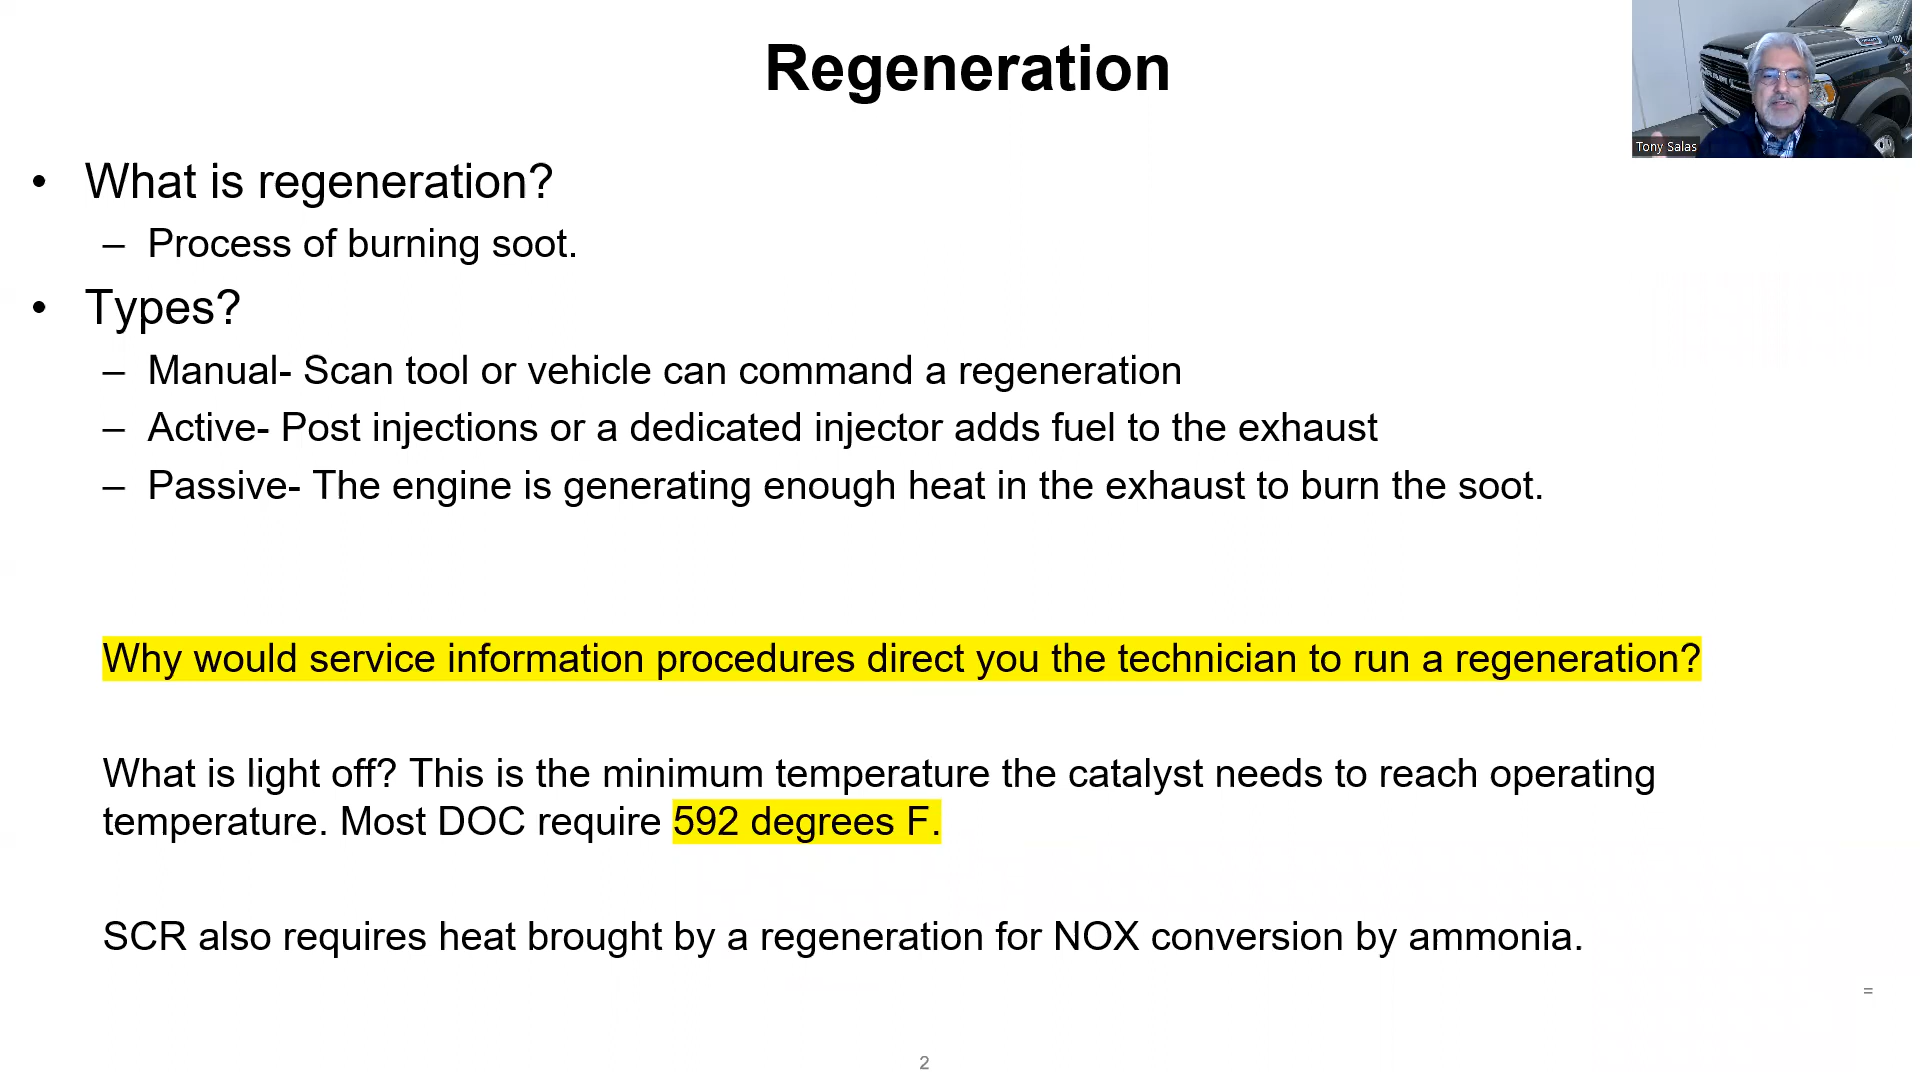 Regeneration
Tony Salas
• What is regeneration?
– Process of burning soot.
• Types?
– Manual- Scan tool or vehicle can command a regeneration
– Active- Post injections or a dedicated injector adds fuel to the exhaust
– Passive- The engine is generating enough heat in the exhaust to burn the soot.
Why would service information procedures direct you the technician to run a regeneration?
What is light off? This is the minimum temperature the catalyst needs to reach operating
temperature. Most DOC require 592 degrees F.
SCR also requires heat brought by a regeneration for NOX conversion by ammonia.
=
2